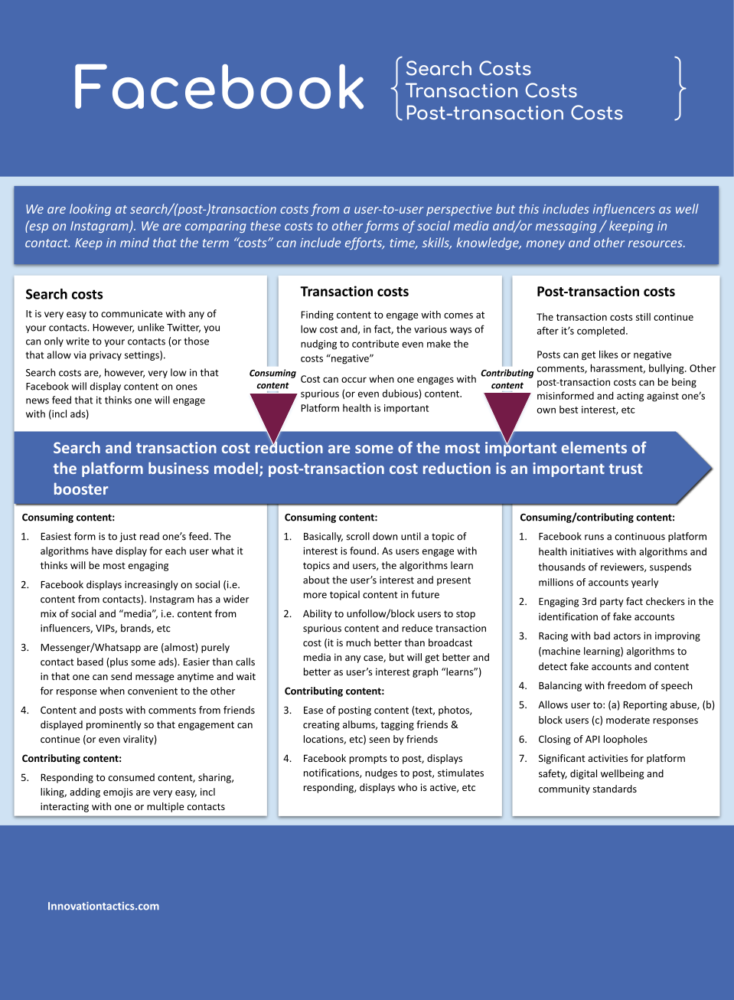 Facebook
{Search Costs
Transaction Costs
Post-transaction Costs}
We are looking at search/(post-)transaction costs from a user-to-user perspective but this includes influencers as well
(esp on Instagram). We are comparing these costs to other forms of social media and/or messaging / keeping in
contact. Keep in mind that the term “costs” can include efforts, time, skills, knowledge, money and other resources.
Search costs
It is very easy to communicate with any of
your contacts. However, unlike Twitter, you
can only write to your contacts (or those
that allow via privacy settings).
Search costs are, however, very low in that
Facebook will display content on ones
news feed that it thinks one will engage
with (incl ads)
Consuming
content
Transaction costs
Finding content to engage with comes at
low cost and, in fact, the various ways of
nudging to contribute even make the
costs “negative”
Cost can occur when one engages with
spurious (or even dubious) content.
Platform health is important
Contributing
content
Post-transaction costs
The transaction costs still continue
after it’s completed.
Posts can get likes or negative
comments, harassment, bullying. Other
post-transaction costs can be being
misinformed and acting against one’s
own best interest, etc
Search and transaction cost reduction are some of the most important elements of
the platform business model; post-transaction cost reduction is an important trust
booster
Consuming content:
1. Easiest form is to just read one’s feed. The
algorithms have display for each user what it
thinks will be most engaging
2. Facebook displays increasingly on social (i.e.
content from contacts). Instagram has a wider
mix of social and “media”, i.e. content from
influencers, VIPs, brands, etc
3. Messenger/Whatsapp are (almost) purely
contact based (plus some ads). Easier than calls
in that one can send message anytime and wait
for response when convenient to the other
4. Content and posts with comments from friends
displayed prominently so that engagement can
continue (or even virality)
Contributing content:
5. Responding to consumed content, sharing,
liking, adding emojis are very easy, incl
interacting with one or multiple contacts
Consuming content:
1. Basically, scroll down until a topic of
interest is found. As users engage with
topics and users, the algorithms learn
about the user’s interest and present
more topical content in future
2. Ability to unfollow/block users to stop
spurious content and reduce transaction
cost (it is much better than broadcast
media in any case, but will get better and
better as user’s interest graph “learns”)
Contributing content:
3. Ease of posting content (text, photos,
creating albums, tagging friends &
locations, etc) seen by friends
4. Facebook prompts to post, displays
notifications, nudges to post, stimulates
responding, displays who is active, etc
Consuming/contributing content:
1. Facebook runs a continuous platform
health initiatives with algorithms and
thousands of reviewers, suspends
millions of accounts yearly
2. Engaging 3rd party fact checkers in the
identification of fake accounts
3. Racing with bad actors in improving
(machine learning) algorithms to
detect fake accounts and content
4. Balancing with freedom of speech
5. Allows user to: (a) Reporting abuse, (b)
block users (c) moderate responses
6. Closing of API loopholes
7. Significant activities for platform
safety, digital wellbeing and
community standards
Innovationtactics.com